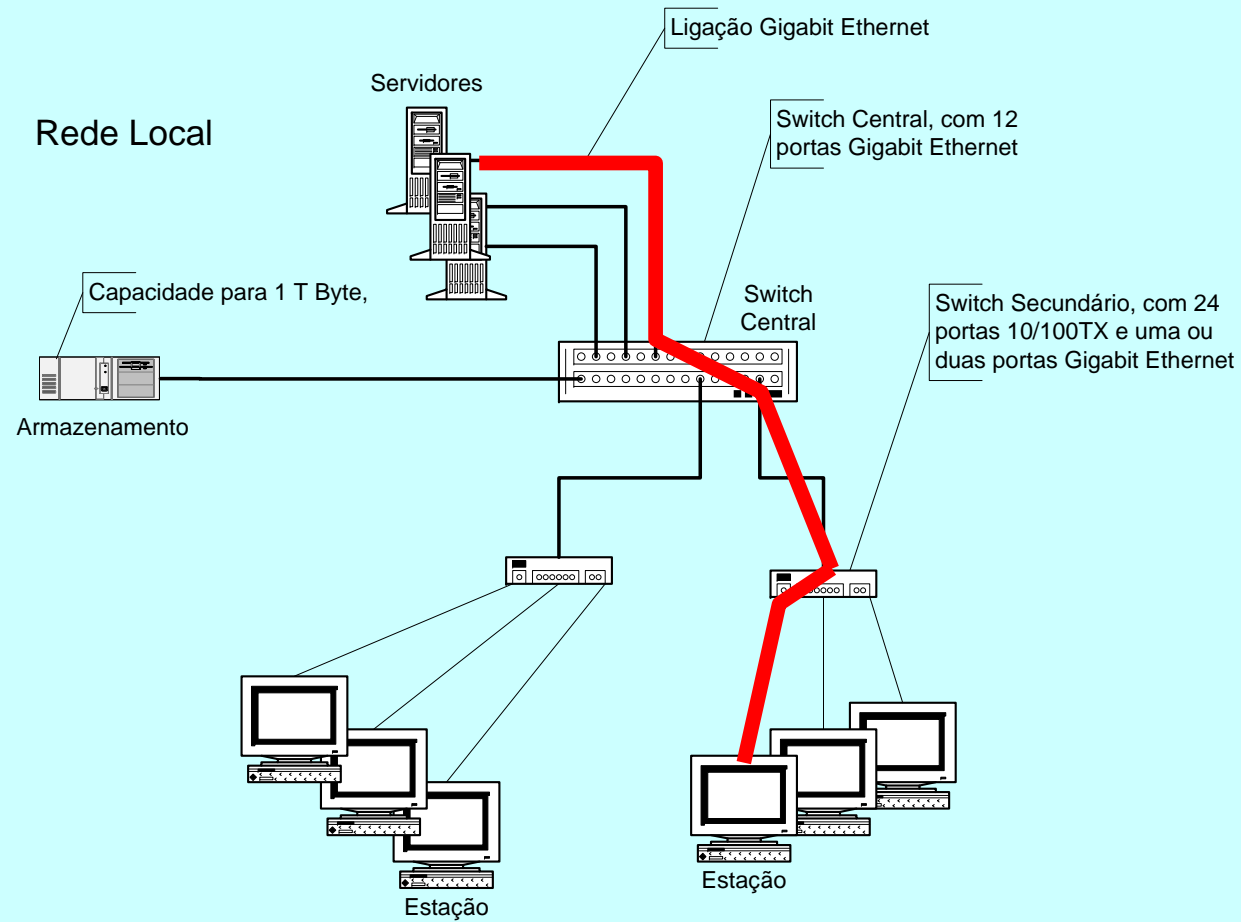 Ligação Gigabit Ethernet
Servidores
Rede Local
Switch Central, com 12
portas Gigabit Ethernet
Capacidade para 1 T Byte,
Switch
Central
Switch Secundário, com 24
portas 10/100TX e uma ou
duas portas Gigabit Ethernet
Armazenamento
Estação
Estação